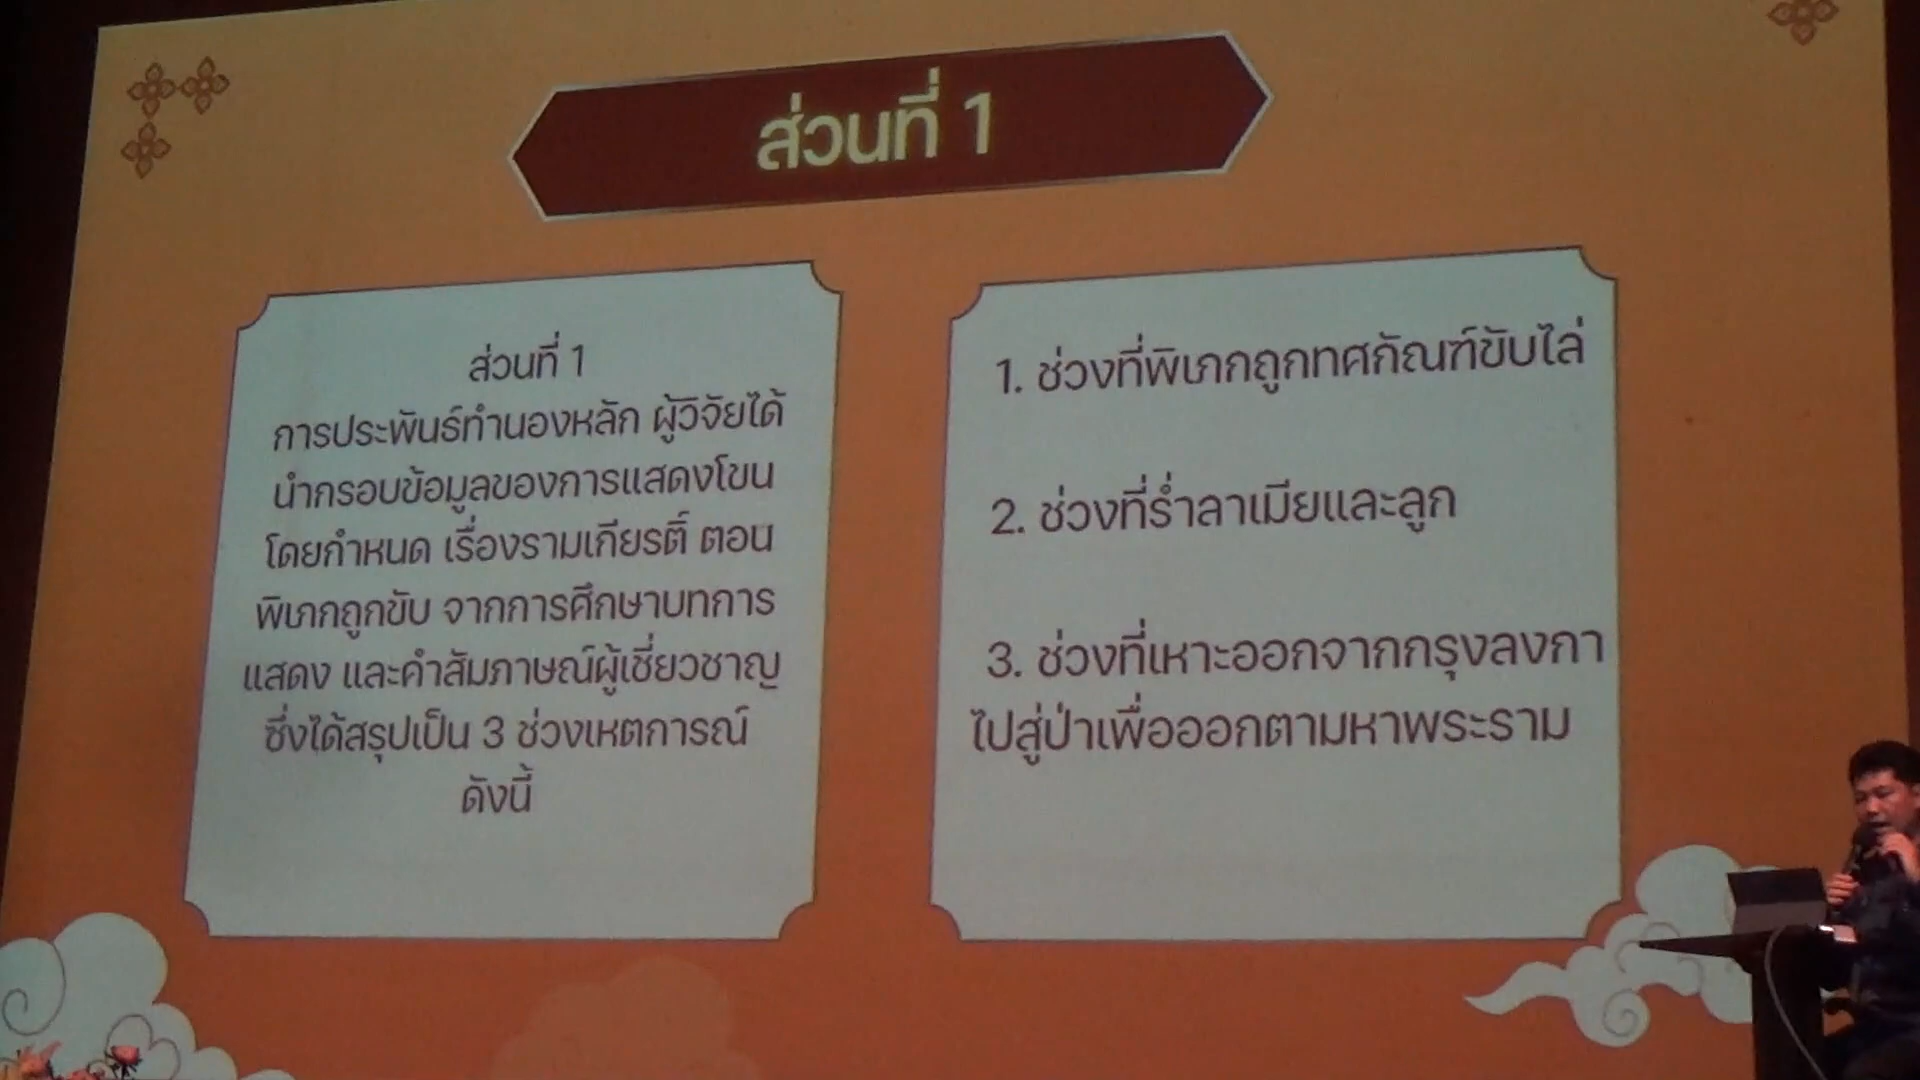 ส่วนที่ 1
ส่วนที่ 1
การประพันธ์ทำนองหลัก ผู้วิจัยได้
นำกรอบข้อมูลของการแสดงโขน
โดยกำหนด เรื่องรามเกียรติ์ ตอน
พิเภกถูกขับ จากการศึกษาบทการ
แสดง และคำสัมภาษณ์ผู้เชี่ยวชาญ
ซึ่งได้สรุปเป็น 3 ช่วงเหตการณ์
ดังนี้
1. ช่วงที่พิเภกถูกทศกัณฑ์ขับไล่
2. ช่วงที่ร่ำลาเมียและลูก
3. ช่วงที่เหาะออกจากกรุงลงกา
ไปสู่ป่าเพื่อออกตามหาพระราม